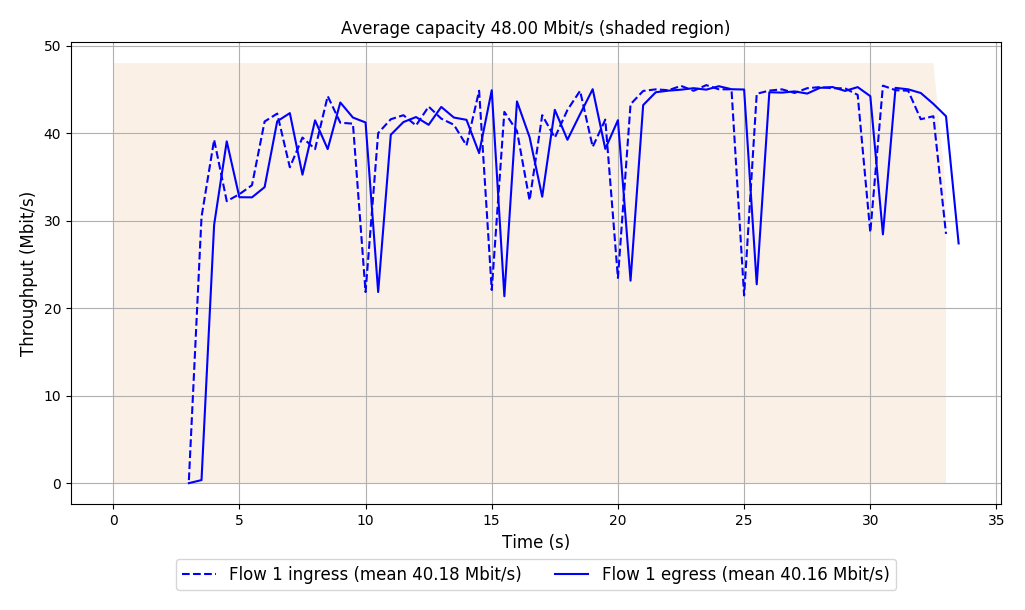 Average capacity 48.00 Mbit/s (shaded region)
50
40
30
20
10
0
Throughput (Mbit/s)
0 5 10 15 20 25 30 35
Time (s)
Flow 1 ingress (mean 40.18 Mbit/s) Flow 1 egress (mean 40.16 Mbit/s)